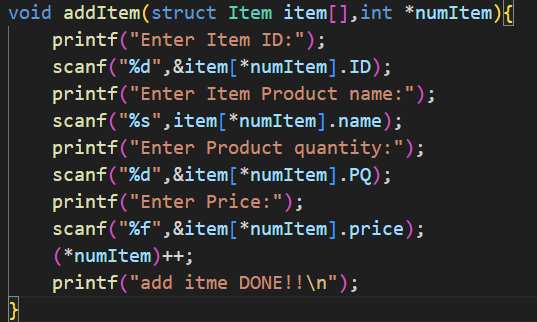 void addItem(struct Item item[],int *numItem){
    printf("Enter Item ID:");
    scanf("%d",&item[*numItem].ID);
    printf("Enter Item Product name:");
    scanf("%s",item[*numItem].name);
    printf("Enter Product quantity:");
    scanf("%d",&item[*numItem].PQ);
    printf("Enter Price:");
    scanf("%f",&item[*numItem].price);
    (*numItem)++;
    printf("add itme DONE!!\n");
}